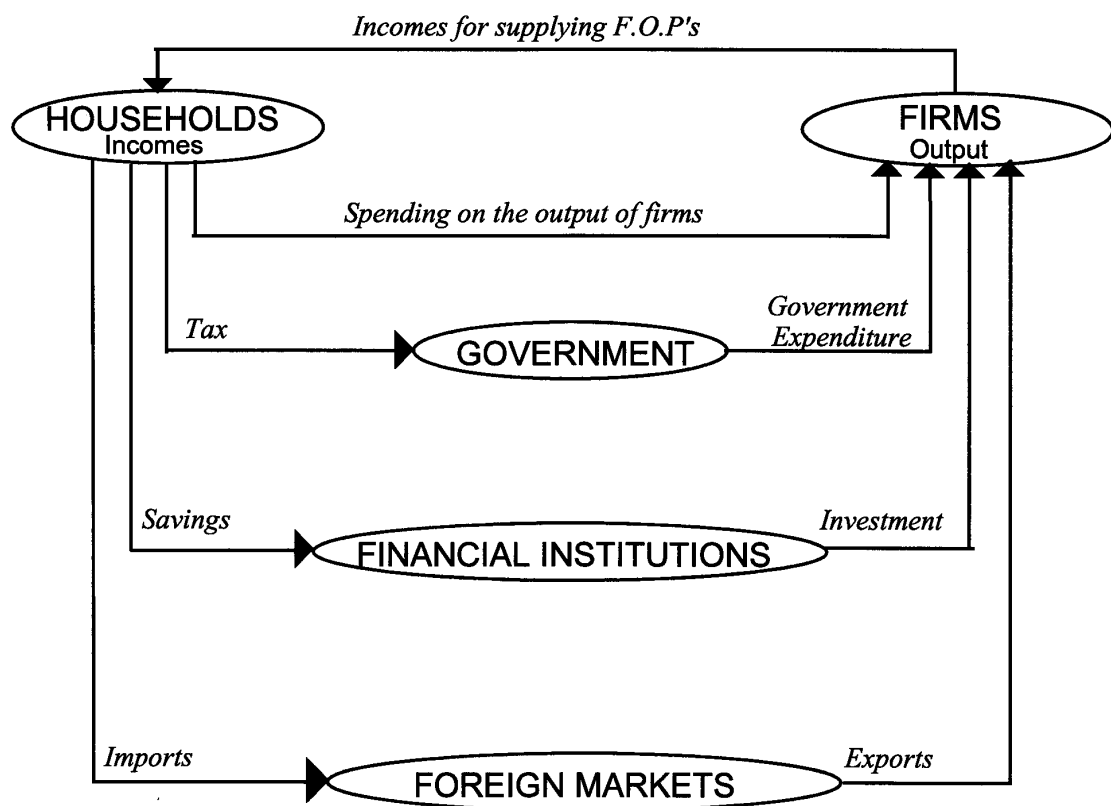 Incomes for supplying F.O.P's
HOUSEHOLDS
Incomes
FIRMS
Output
Spending on the output of firms
Tax
GOVERNMENT
Government
Expenditure
Savings
FINANCIAL INSTITUTIONS
Investment
Imports
FOREIGN MARKETS
Exports